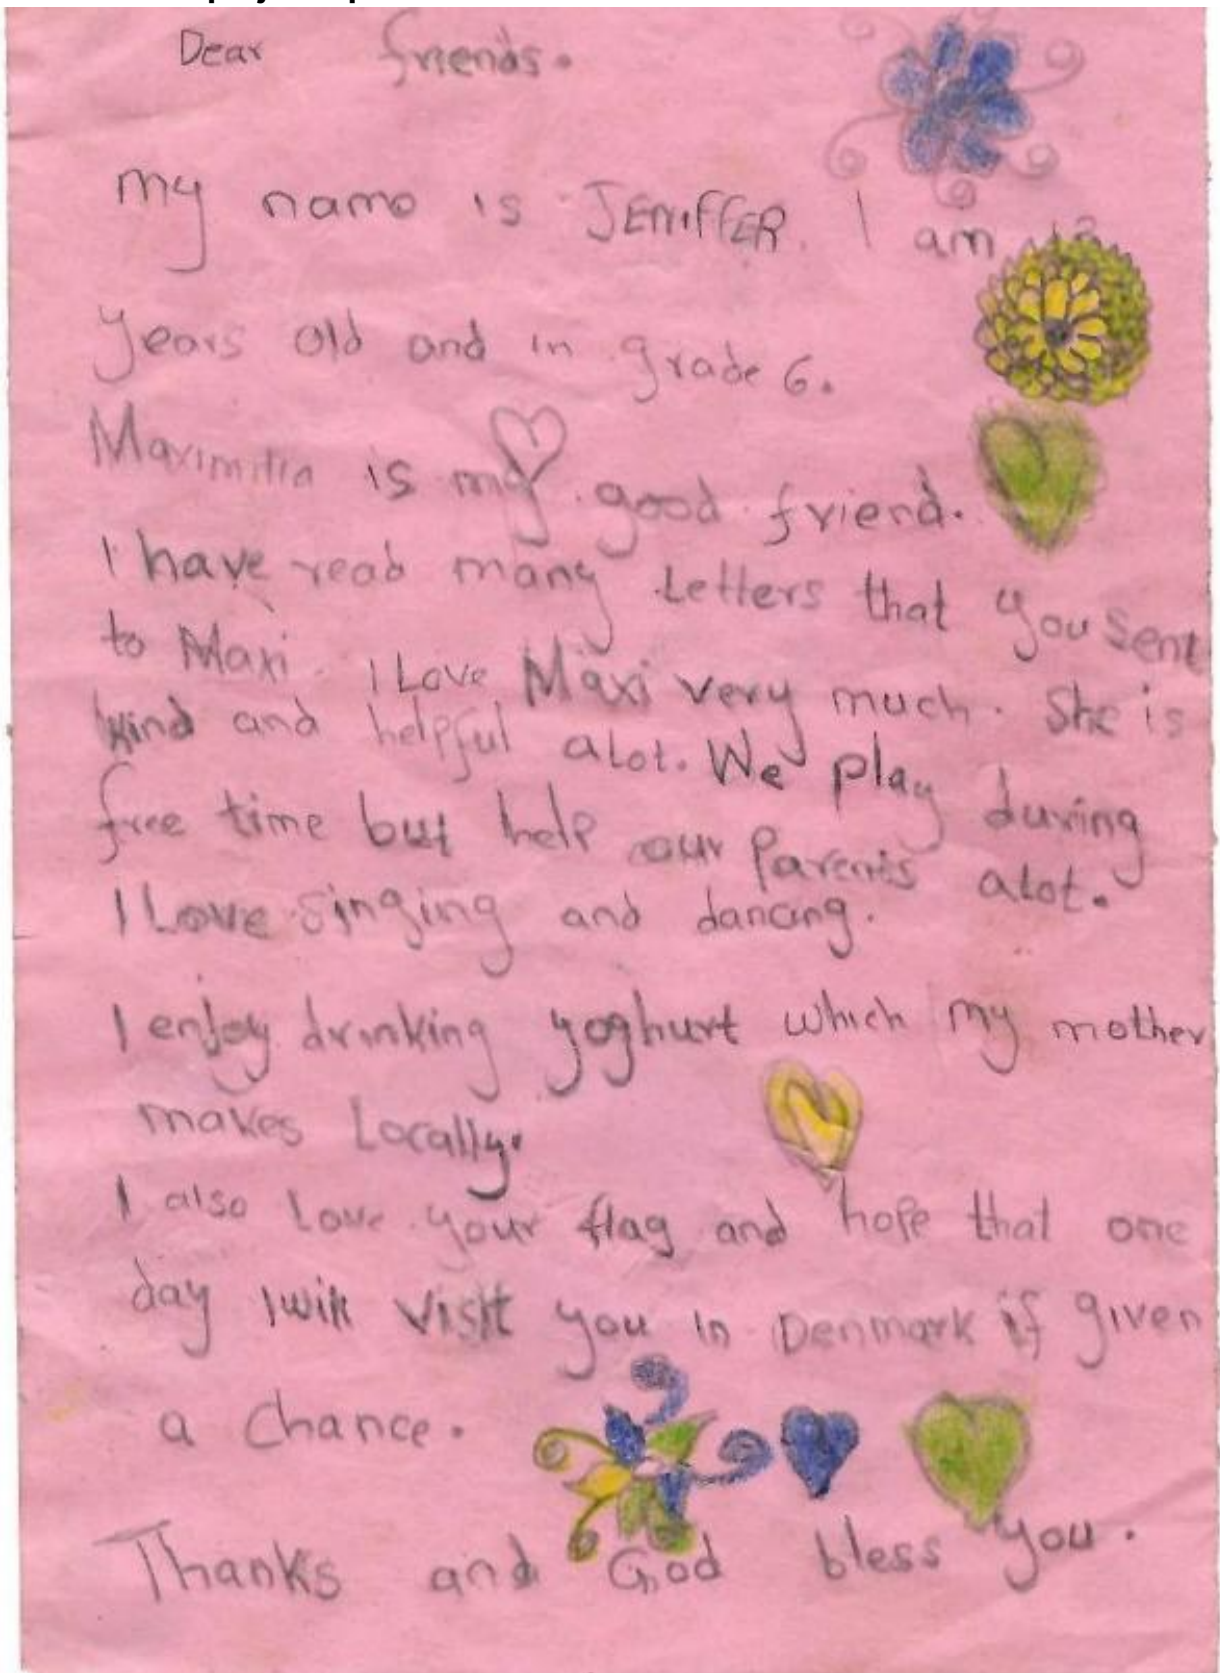 Dear friends.
my name is JENIFFER. I am
years old and in grade 6.
Maximilia is my good friend.
I have read many Letters that you sent
to Maxi. I Love Maxi very much. She is
kind and helpful alot. We play during
free time but help our Parents alot.
I Love singing and dancing.
I enjoy drinking yoghurt which my mother
makes Locally.
I also Love your flag and hope that one
day I will visit you in Denmark if given
a chance.
Thanks and God bless you.